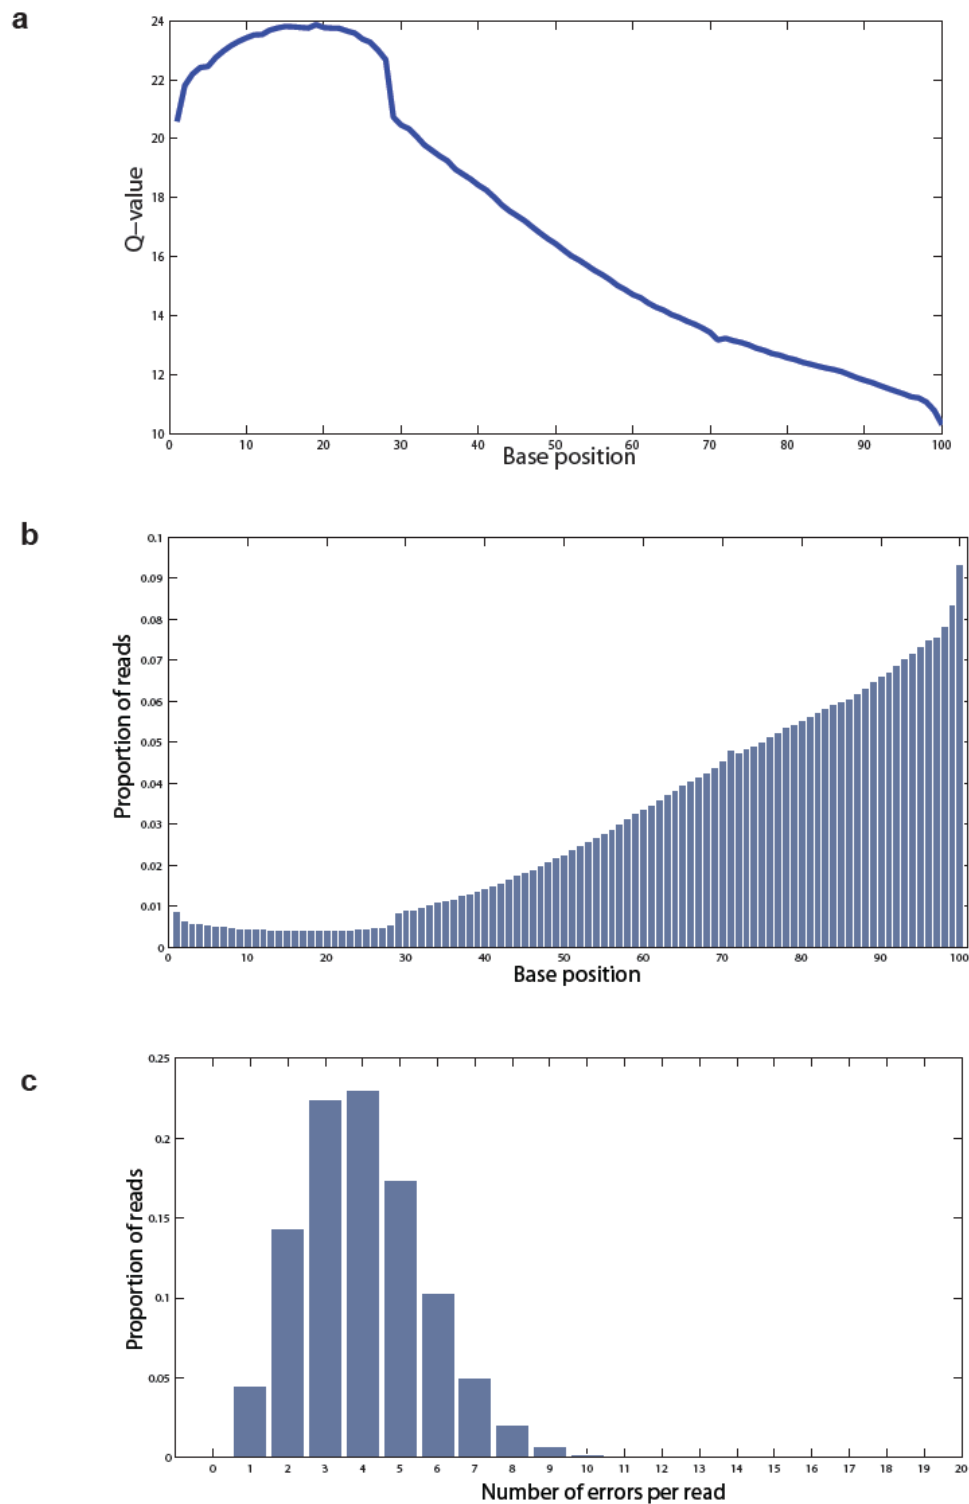 a
24
22
20
18
16
14
12
10
Q-value
0 10 20 30 40 50 60 70 80 90 100
Base position
b
0.1
0.09
0.08
0.07
0.06
0.05
0.04
0.03
0.02
0.01
0
Proportion of reads
0 10 20 30 40 50 60 70 80 90 100
Base position
c
0.25
0.2
0.15
0.1
0.05
0
Proportion of reads
0 1 2 3 4 5 6 7 8 9 10 11 12 13 14 15 16 17 18 19 20
Number of errors per read